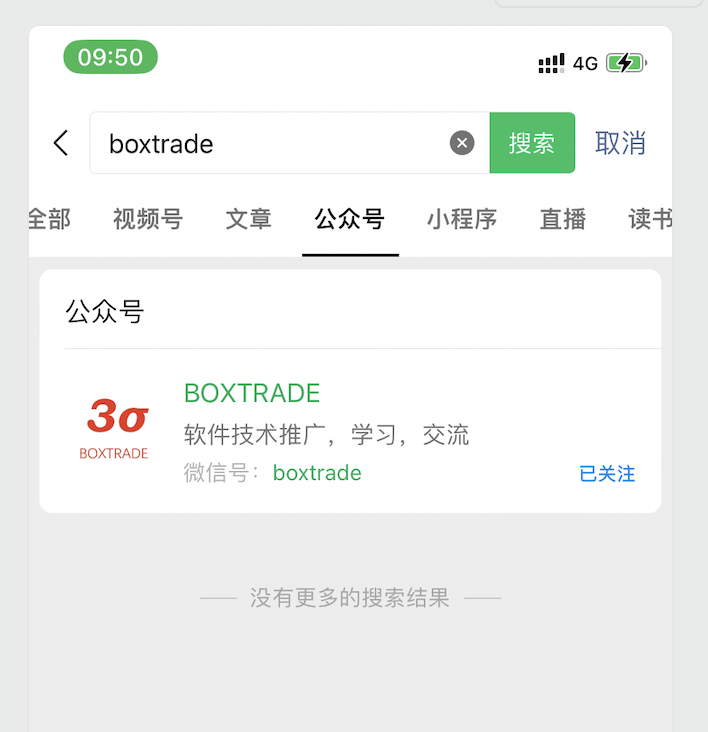 09:50
4G
boxtrade
搜索
取消
全部 视频号 文章 公众号 小程序 直播 读书
公众号
3σ
BOXTRADE
BOXTRADE
软件技术推广，学习，交流
微信号：boxtrade
已关注
没有更多的搜索结果